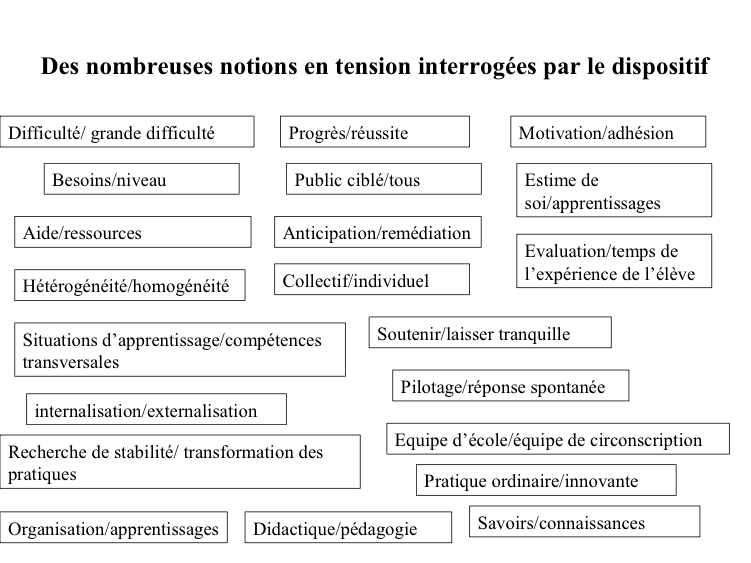 Des nombreuses notions en tension interrogées par le dispositif
Difficulté/ grande difficulté
Progrès/réussite
Motivation/adhésion
Besoins/niveau
Public ciblé/tous
Estime de
soi/apprentissages
Aide/ressources
Anticipation/remédiation
Evaluation/temps de
l’expérience de l’élève
Hétérogénéité/homogénéité
Collectif/individuel
Situations d’apprentissage/compétences
transversales
Soutenir/laisser tranquille
Pilotage/réponse spontanée
internalisation/externalisation
Equipe d’école/équipe de circonscription
Recherche de stabilité/ transformation des
pratiques
Pratique ordinaire/innovante
Organisation/apprentissages
Didactique/pédagogie
Savoirs/connaissances